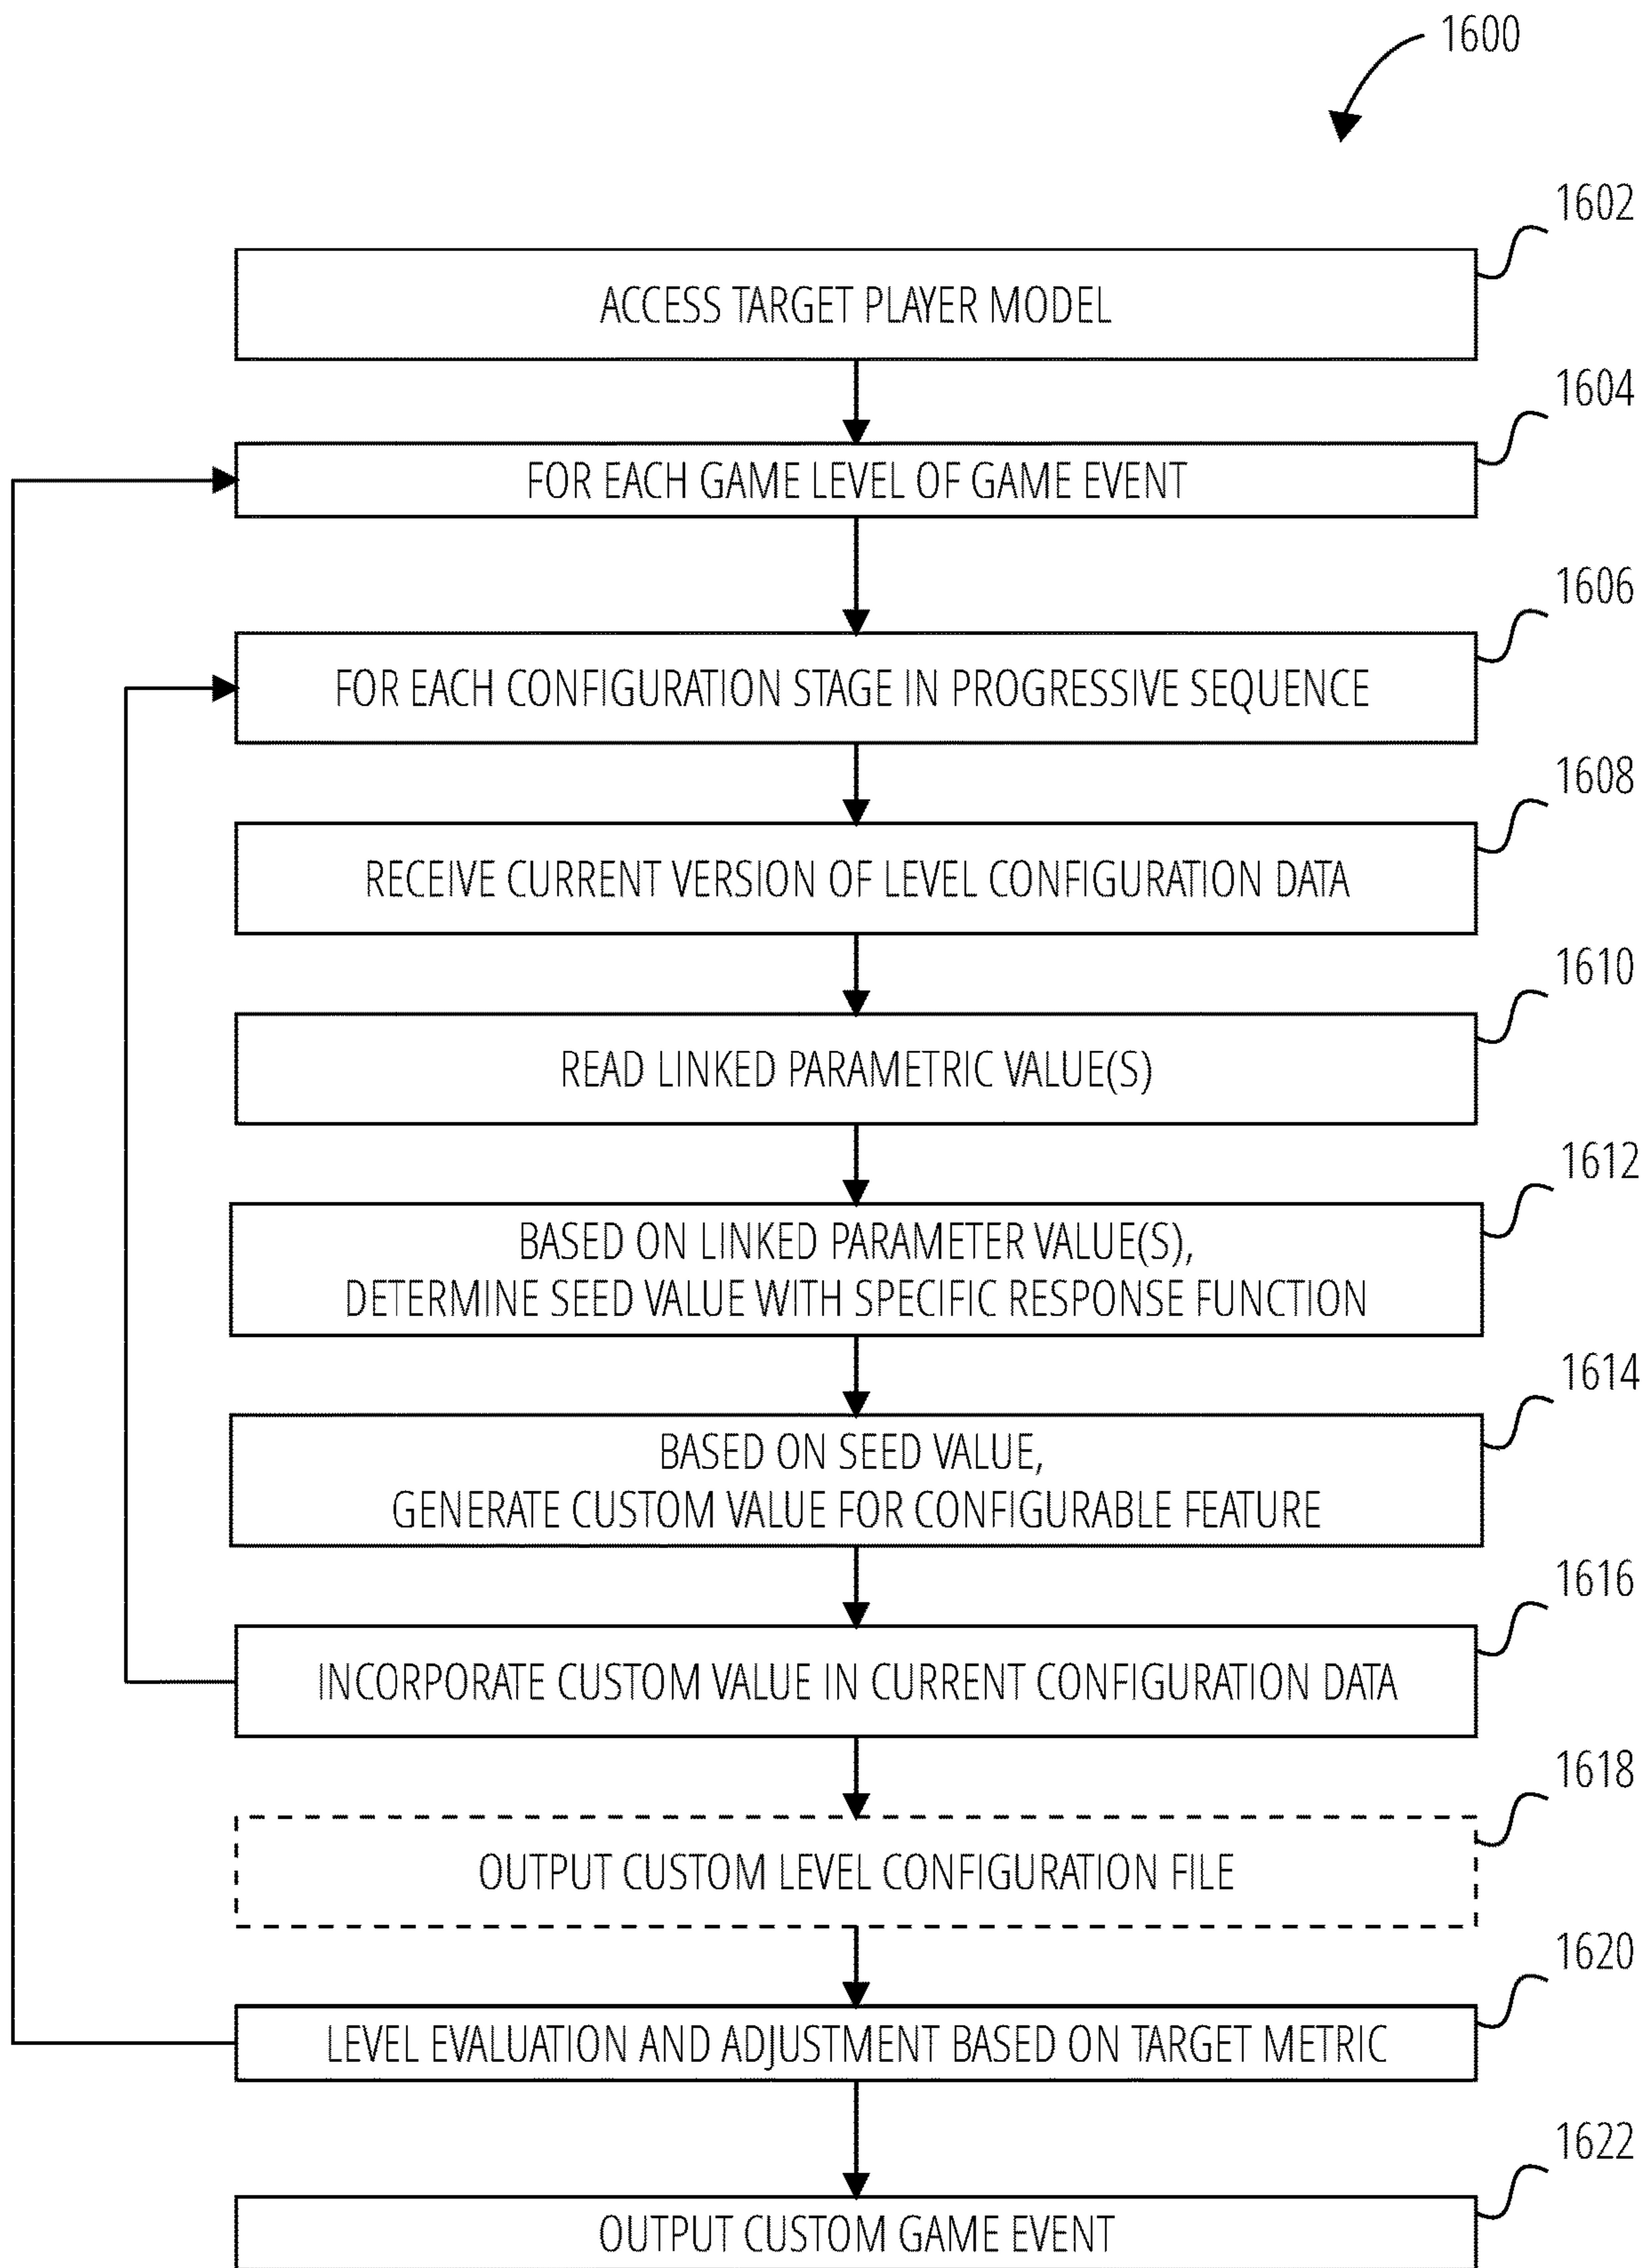 1600
1602
ACCESS TARGET PLAYER MODEL
1604
FOR EACH GAME LEVEL OF GAME EVENT
1606
FOR EACH CONFIGURATION STAGE IN PROGRESSIVE SEQUENCE
1608
RECEIVE CURRENT VERSION OF LEVEL CONFIGURATION DATA
1610
READ LINKED PARAMETRIC VALUE(S)
1612
BASED ON LINKED PARAMETER VALUE(S),
DETERMINE SEED VALUE WITH SPECIFIC RESPONSE FUNCTION
1614
BASED ON SEED VALUE,
GENERATE CUSTOM VALUE FOR CONFIGURABLE FEATURE
1616
INCORPORATE CUSTOM VALUE IN CURRENT CONFIGURATION DATA
1618
OUTPUT CUSTOM LEVEL CONFIGURATION FILE
1620
LEVEL EVALUATION AND ADJUSTMENT BASED ON TARGET METRIC
1622
OUTPUT CUSTOM GAME EVENT